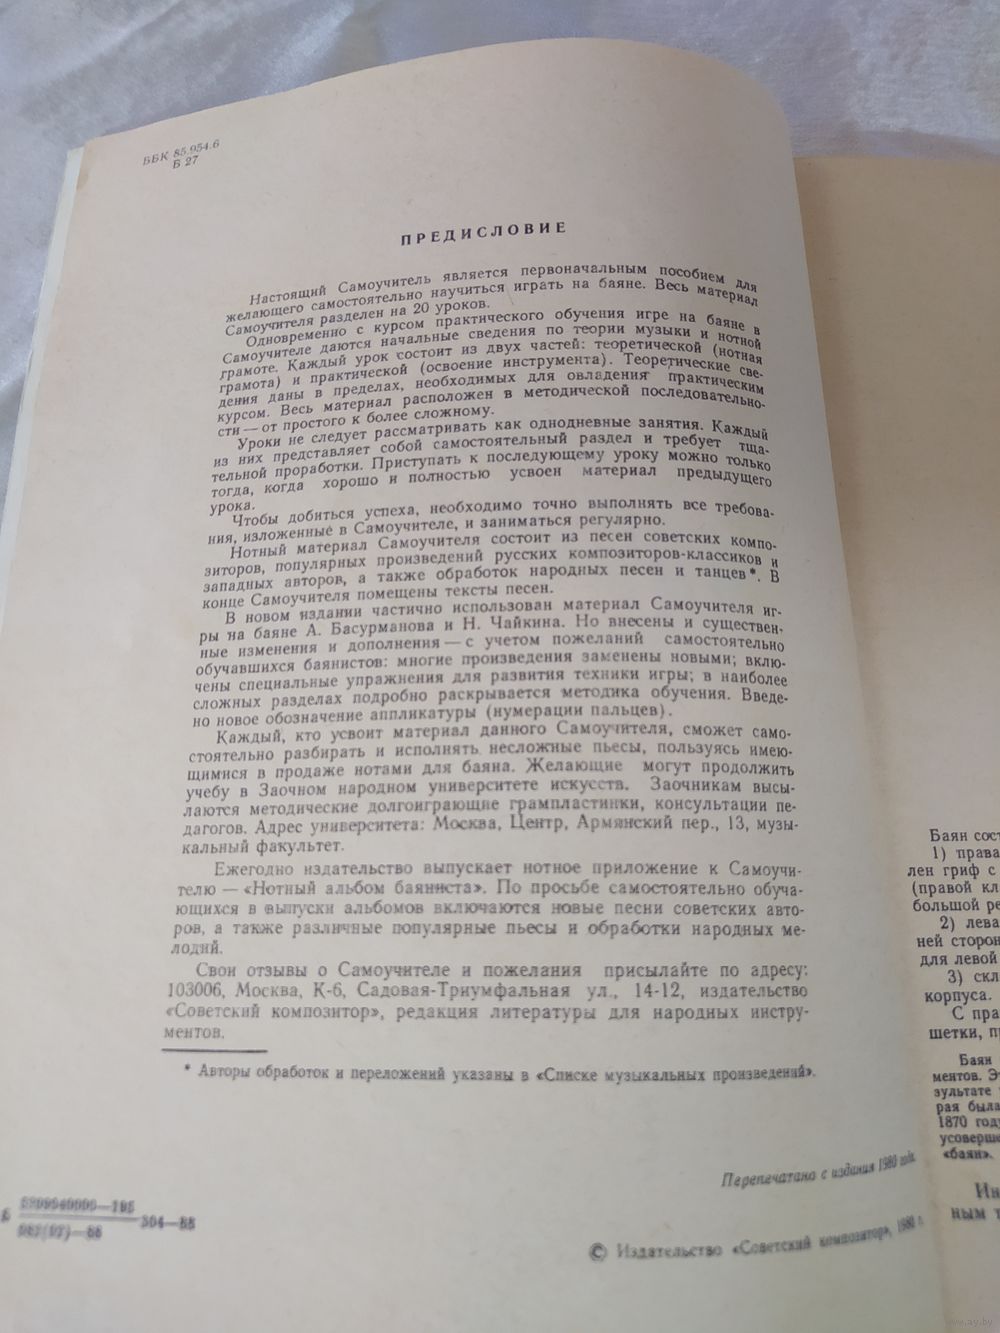 ББК 85.954.6
Б 27
ПРЕДИСЛОВИЕ
Настоящий Самоучитель является первоначальным пособием для
желающего самостоятельно научиться играть на баяне. Весь материал
Самоучителя разделен на 20 уроков.
Одновременно с курсом практического обучения игре на баяне в
Самоучителе даются начальные сведения по теории музыки и нотной
грамоте. Каждый урок состоит из двух частей: теоретической (нотная
грамота) и практической (освоение инструмента). Теоретические све-
дения даны в пределах, необходимых для овладения практическим
курсом. Весь материал расположен в методической последовательно-
сти — от простого к более сложному.
Уроки не следует рассматривать как однодневные занятия. Каждый
из них представляет собой самостоятельный раздел и требует тща-
тельной проработки. Приступать к последующему уроку можно только
тогда, когда хорошо и полностью усвоен материал предыдущего
урока.
Чтобы добиться успеха, необходимо точно выполнять все требова-
ния, изложенные в Самоучителе, и заниматься регулярно.
Нотный материал Самоучителя состоит из песен советских компо-
зиторов, популярных произведений русских композиторов-классиков и
западных авторов, а также обработок народных песен и танцев*. В
конце Самоучителя помещены тексты песен.
В новом издании частично использован материал Самоучителя иг-
ры на баяне А. Басурманова и Н. Чайкина. Но внесены и существен-
ные изменения и дополнения — с учетом пожеланий самостоятельно
обучавшихся баянистов: многие произведения заменены новыми; вклю-
чены специальные упражнения для развития техники игры; в наиболее
сложных разделах подробно раскрывается методика обучения. Введе-
но новое обозначение аппликатуры (нумерации пальцев).
Каждый, кто усвоит материал данного Самоучителя, сможет само-
стоятельно разбирать и исполнять несложные пьесы, пользуясь имею-
щимися в продаже нотами для баяна. Желающие могут продолжить
учебу в Заочном народном университете искусств. Заочникам высы-
лаются методические долгоиграющие грампластинки, консультации пе-
дагогов. Адрес университета: Москва, Центр, Армянский пер., 13, музы-
кальный факультет.
Ежегодно издательство выпускает нотное приложение к Самоучи-
телю — «Нотный альбом баяниста». По просьбе самостоятельно обуча-
ющихся в выпуски альбомов включаются новые песни советских авто-
ров, а также различные популярные пьесы и обработки народных ме-
лодий.
Свои отзывы о Самоучителе и пожелания присылайте по адресу:
103006, Москва, К-6, Садовая-Триумфальная ул., 14-12, издательство
«Советский композитор», редакция литературы для народных инстру-
ментов.
* Авторы обработок и переложений указаны в «Списке музыкальных произведений».
Перепечатано с издания 1980 года.
© Издательство «Советский композитор», 1980 г.
Баян сост
1) права
лен гриф с
(правой кл
большой ре
2) лева
ней сторон
для левой
3) скл
корпуса.
С пра
шетки, п
Баян
ментов. Э
зультате
рая была
1870 году
усоверше
«баян».
Ин
ным т
www.ay.by